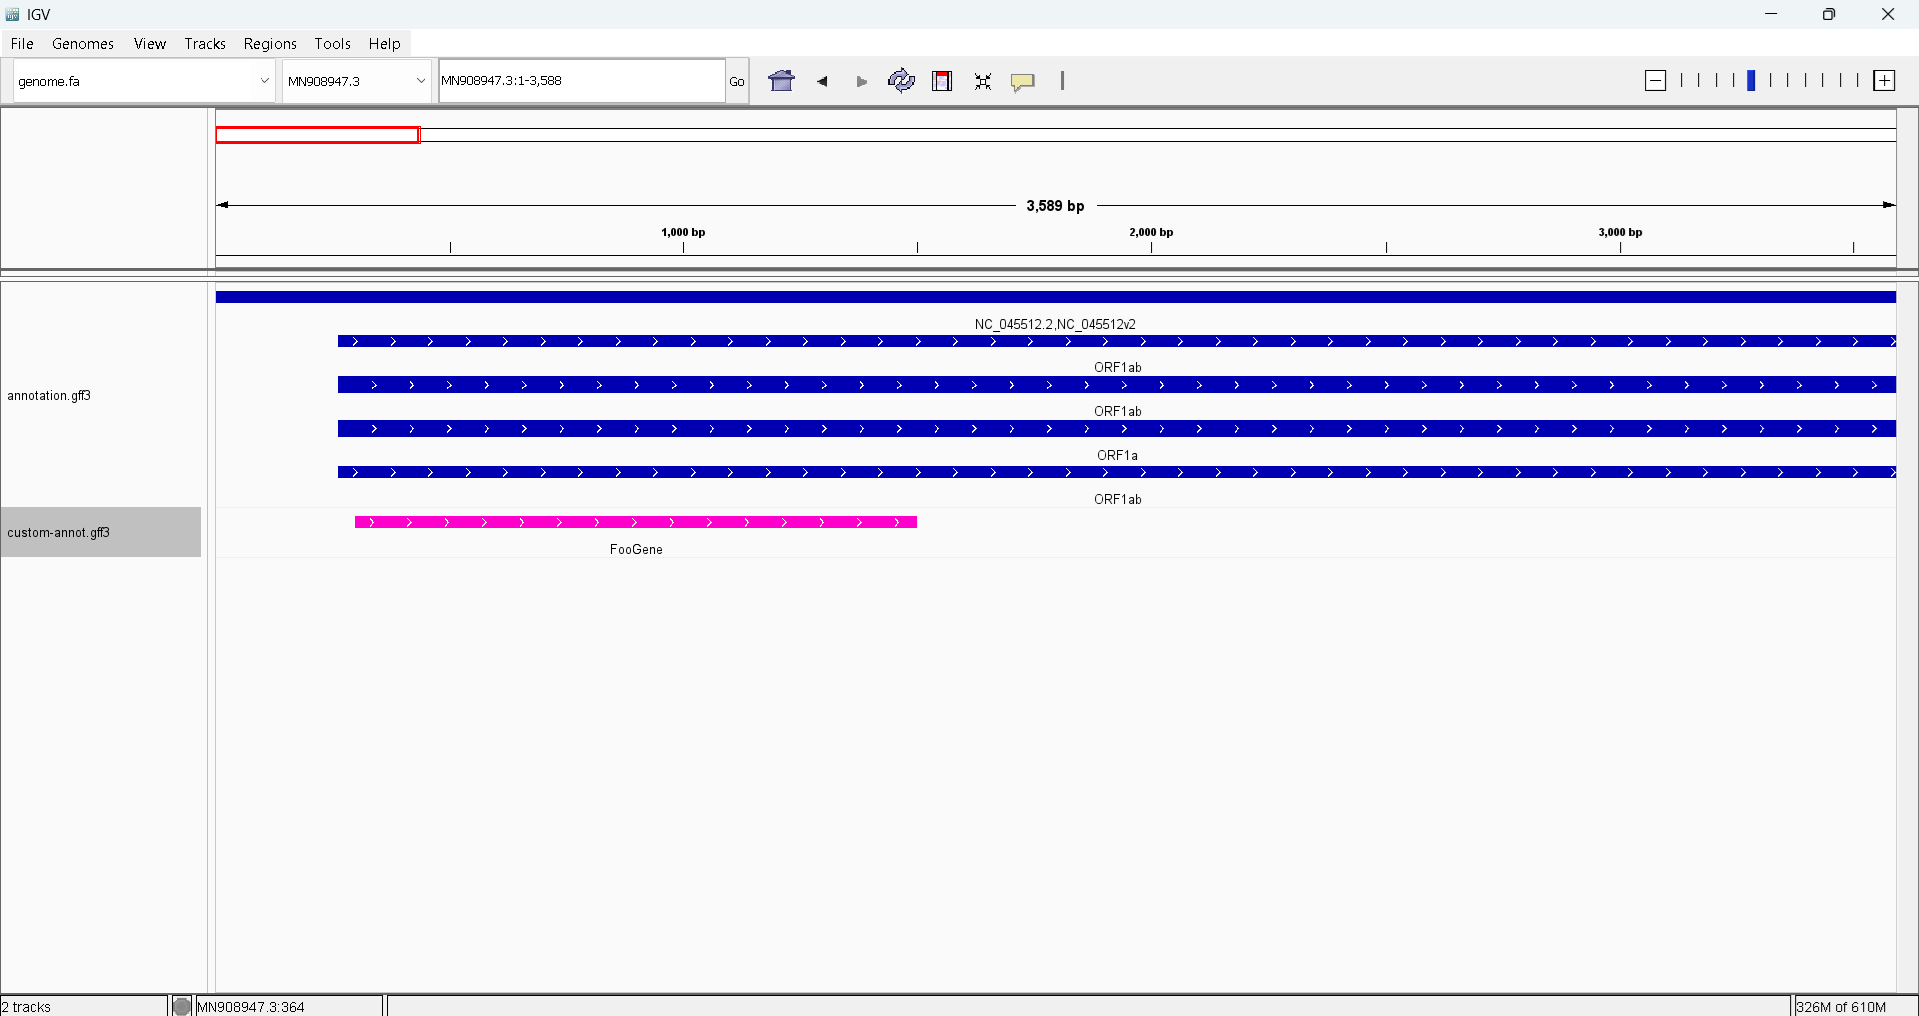 IGV
File Genomes View Tracks Regions Tools Help
genome.fa MN908947.3 MN908947.3:1-3,588 Go
3,589 bp
1,000 bp 2,000 bp 3,000 bp
NC_045512.2,NC_045512v2
ORF1ab
annotation.gff3
ORF1ab
ORF1a
ORF1ab
custom-annot.gff3
FooGene
2 tracks MN908947.3:364 326M of 610M